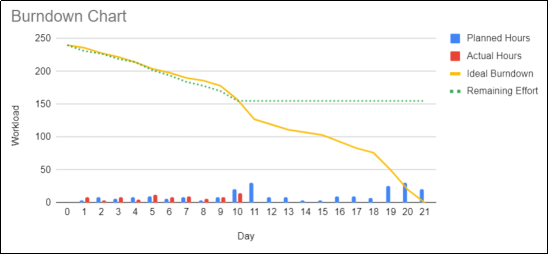 Burndown Chart
250
200
150
100
50
0
Workload
0 1 2 3 4 5 6 7 8 9 10 11 12 13 14 15 16 17 18 19 20 21
Day
Planned Hours
Actual Hours
Ideal Burndown
Remaining Effort